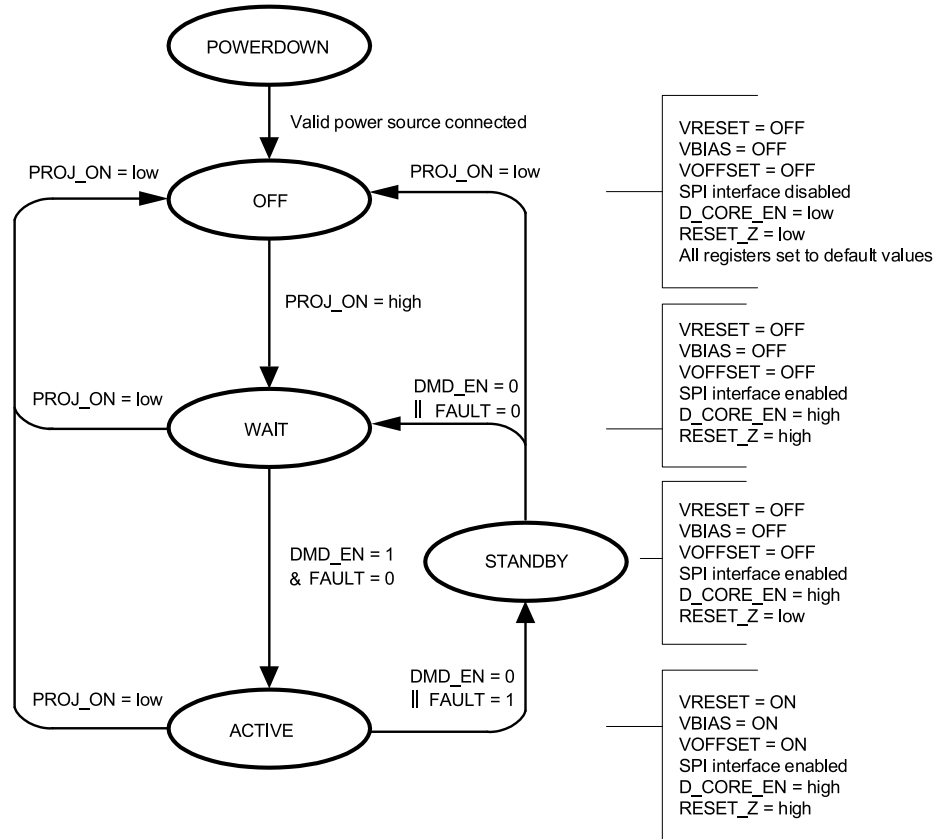 POWERDOWN
Valid power source connected
PROJ_ON = low
PROJ_ON = low
OFF
VRESET = OFF
VBIAS = OFF
VOFFSET = OFF
SPI interface disabled
D_CORE_EN = low
RESET_Z = low
All registers set to default values
PROJ_ON = high
PROJ_ON = low
WAIT
DMD_EN = 0
|| FAULT = 0
VRESET = OFF
VBIAS = OFF
VOFFSET = OFF
SPI interface enabled
D_CORE_EN = high
RESET_Z = high
DMD_EN = 1
& FAULT = 0
STANDBY
VRESET = OFF
VBIAS = OFF
VOFFSET = OFF
SPI interface enabled
D_CORE_EN = high
RESET_Z = low
PROJ_ON = low
ACTIVE
DMD_EN = 0
|| FAULT = 1
VRESET = ON
VBIAS = ON
VOFFSET = ON
SPI interface enabled
D_CORE_EN = high
RESET_Z = high